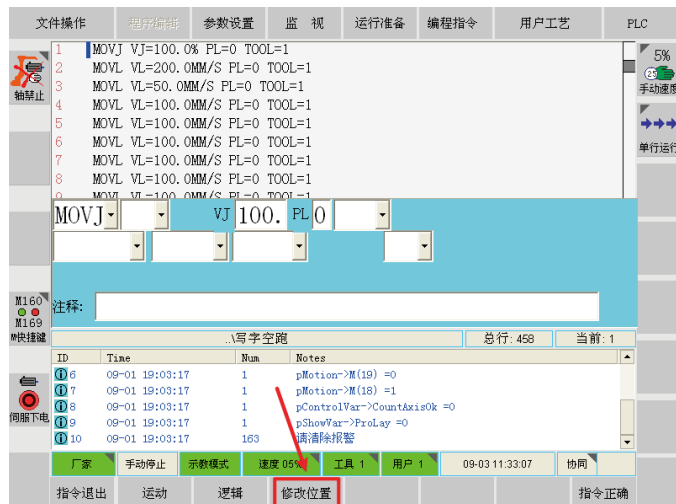 文件操作 程序编辑 参数设置 监 视 运行准备 编程指令 用户工艺 PLC
1 MOVJ VJ=100.0% PL=0 TOOL=1
2 MOVL VL=200.0MM/S PL=0 TOOL=1
3 MOVL VL=50.0MM/S PL=0 TOOL=1
4 MOVL VL=100.0MM/S PL=0 TOOL=1
5 MOVL VL=100.0MM/S PL=0 TOOL=1
6 MOVL VL=100.0MM/S PL=0 TOOL=1
7 MOVL VL=100.0MM/S PL=0 TOOL=1
8 MOVL VL=100.0MM/S PL=0 TOOL=1
9 MOVL VL=100.0MM/S PL=0 TOOL=1
轴禁止
5%
25
手动速度
单行运行
MOVJ VJ 100. PL 0
M160
M169
M快捷键
注释:
..\写字空跑 总行: 458 当前: 1
ID Time Num Notes
6 09-01 19:03:17 1 pMotion->M(19) =0
7 09-01 19:03:17 1 pMotion->M(18) =1
8 09-01 19:03:17 1 pControlVar->CountAxisOk =0
9 09-01 19:03:17 1 pShowVar->ProLay =0
10 09-01 19:03:17 163 请清除报警
伺服下电
厂家 手动停止 示教模式 速度 05% 工具 1 用户 1 09-03 11:33:07 协同
指令退出 运动 逻辑 修改位置 指令正确